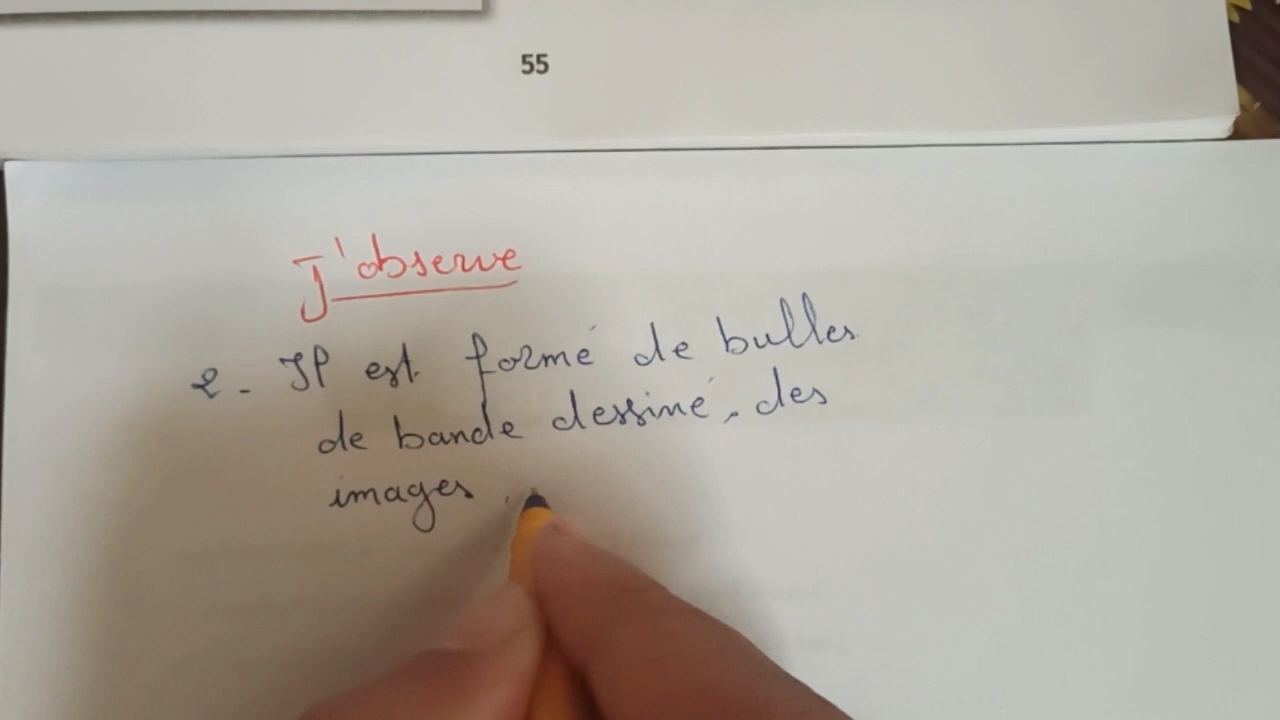 55
J'observe
2- Il est formé de bulles
de bande dessiné, des
images